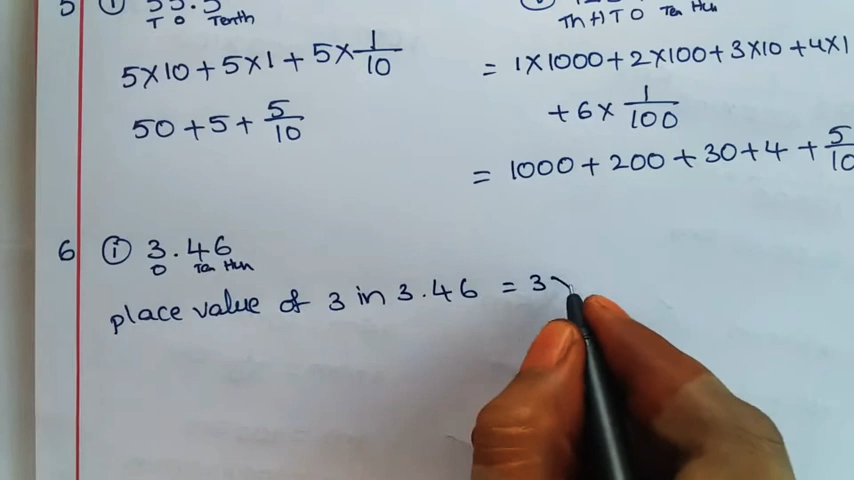 5 i 55.5
T O Tenth
5×10 + 5×1 + 5× 1/10
50 + 5 + 5/10
Th H T O Ten Hun
= 1×1000 + 2×100 + 3×10 + 4×1
+ 6 × 1/100
= 1000 + 200 + 30 + 4 + 5/10
6 i 3.46
O Ten Hun
place value of 3 in 3.46 = 3